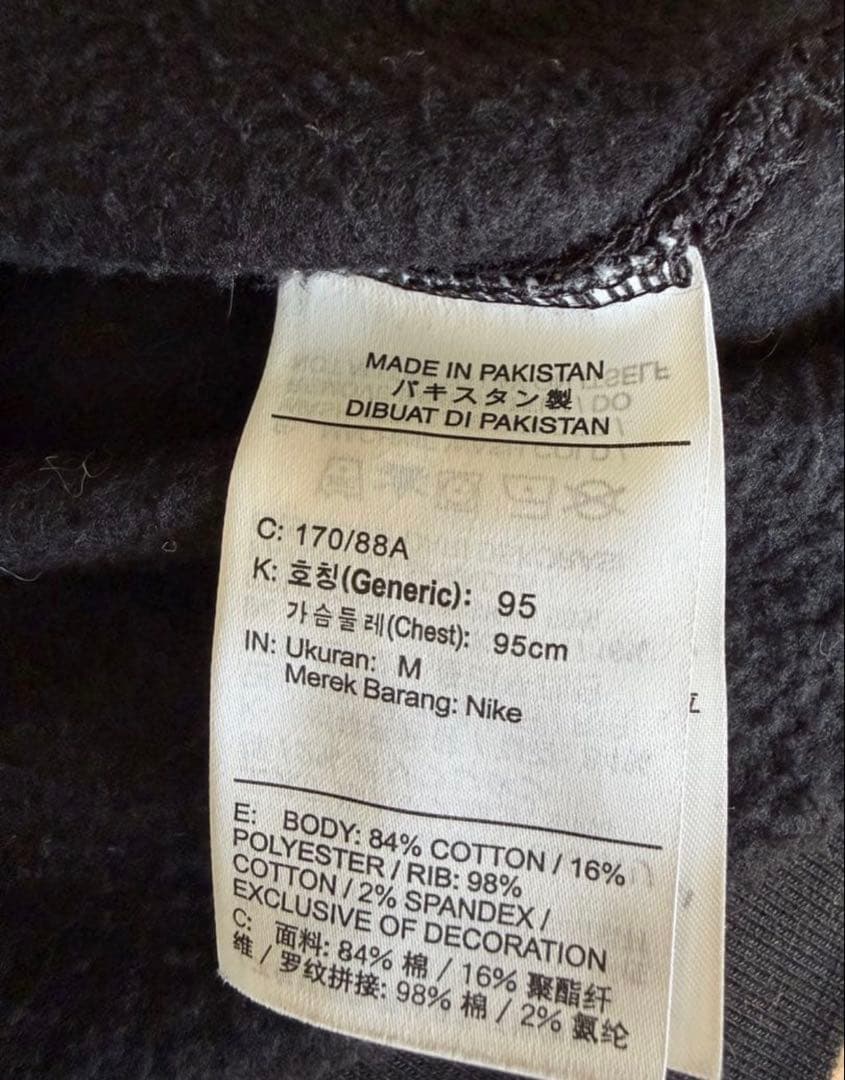 MADE IN PAKISTAN
パキスタン製
DIBUAT DI PAKISTAN
C: 170/88A
K: 호칭(Generic): 95
가슴둘레(Chest): 95cm
IN: Ukuran: M
Merek Barang: Nike
E: BODY: 84% COTTON / 16%
POLYESTER / RIB: 98%
COTTON / 2% SPANDEX /
EXCLUSIVE OF DECORATION
C: 面料: 84% 棉 / 16% 聚酯纤
维 / 罗纹拼接: 98% 棉 / 2% 氨纶